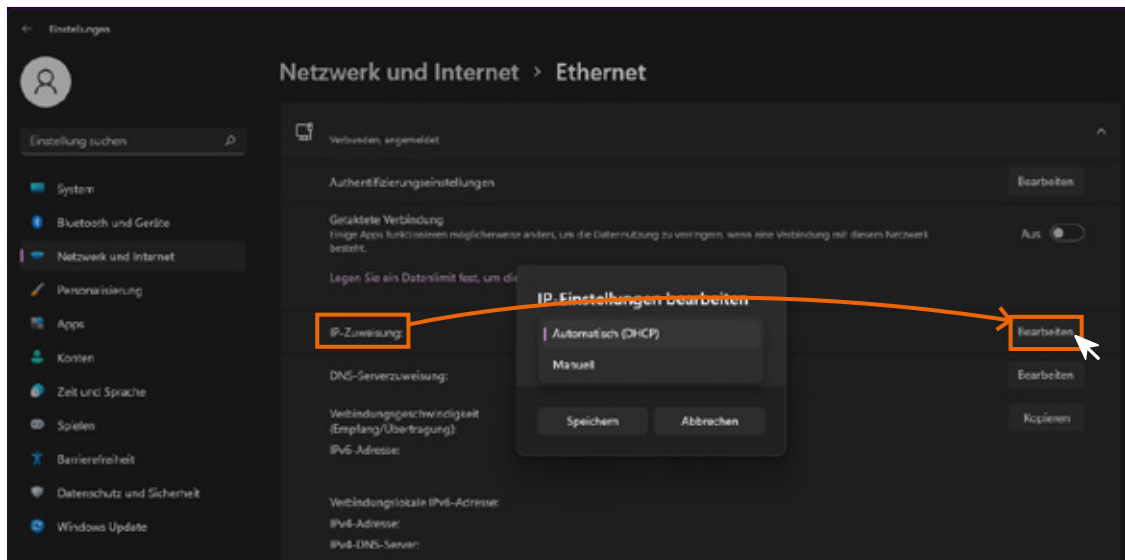 Einstellungen
Netzwerk und Internet > Ethernet
Einstellung suchen
Verbunden, angemeldet
System
Bluetooth und Geräte
Netzwerk und Internet
Personalisierung
Apps
Konten
Zeit und Sprache
Spielen
Barrierefreiheit
Datenschutz und Sicherheit
Windows Update
Authentifizierungseinstellungen
Bearbeiten
Getaktete Verbindung
Einige Apps funktionieren möglicherweise anders, um die Datennutzung zu verringern, wenn eine Verbindung mit diesem Netzwerk
besteht.
Aus
Legen Sie ein Datenlimit fest, um die
IP-Zuweisung:
Bearbeiten
DNS-Serverzuweisung:
Bearbeiten
Verbindungsgeschwindigkeit
(Empfang/Übertragung):
Kopieren
IPv6-Adresse:
Verbindungslokale IPv6-Adresse:
IPv4-Adresse:
IPv4-DNS-Server:
IP-Einstellungen bearbeiten
Automatisch (DHCP)
Manuell
Speichern
Abbrechen